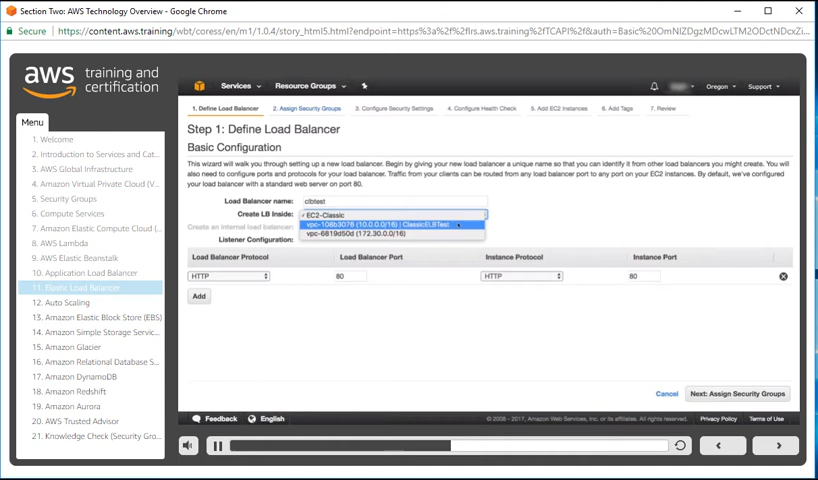 Section Two: AWS Technology Overview - Google Chrome
Secure https://content.aws.training/wbt/coress/en/m1/1.0.4/story_html5.html?endpoint=https%3a%2f%2flrs.aws.training%2fTCAPI%2f&auth=Basic%20OmNlZDgzMDcwLTM2ODctNDcxZi...
aws training and certification
Menu
1. Welcome
2. Introduction to Services and Cat...
3. AWS Global Infrastructure
4. Amazon Virtual Private Cloud (V...
5. Security Groups
6. Compute Services
7. Amazon Elastic Compute Cloud (...
8. AWS Lambda
9. AWS Elastic Beanstalk
10. Application Load Balancer
11. Elastic Load Balancer
12. Auto Scaling
13. Amazon Elastic Block Store (EBS)
14. Amazon Simple Storage Servic...
15. Amazon Glacier
16. Amazon Relational Database S...
17. Amazon DynamoDB
18. Amazon Redshift
19. Amazon Aurora
20. AWS Trusted Advisor
21. Knowledge Check (Security Gro...
Services Resource Groups Oregon Support
1. Define Load Balancer 2. Assign Security Groups 3. Configure Security Settings 4. Configure Health Check 5. Add EC2 Instances 6. Add Tags 7. Review
Step 1: Define Load Balancer
Basic Configuration
This wizard will walk you through setting up a new load balancer. Begin by giving your new load balancer a unique name so that you can identify it from other load balancers you might create. You will
also need to configure ports and protocols for your load balancer. Traffic from your clients can be routed from any load balancer port to any port on your EC2 instances. By default, we've configured
your load balancer with a standard web server on port 80.
Load Balancer name: clbtest
Create LB Inside: EC2-Classic
vpc-108b3076 (10.0.0.0/16) | ClassicELBTest
Create an internal load balancer:
vpc-6819d50d (172.30.0.0/16)
Listener Configuration:
Load Balancer Protocol Load Balancer Port Instance Protocol Instance Port
HTTP 80 HTTP 80
Add
Cancel Next: Assign Security Groups
Feedback English © 2008 - 2017, Amazon Web Services, Inc. or its affiliates. All rights reserved. Privacy Policy Terms of Use